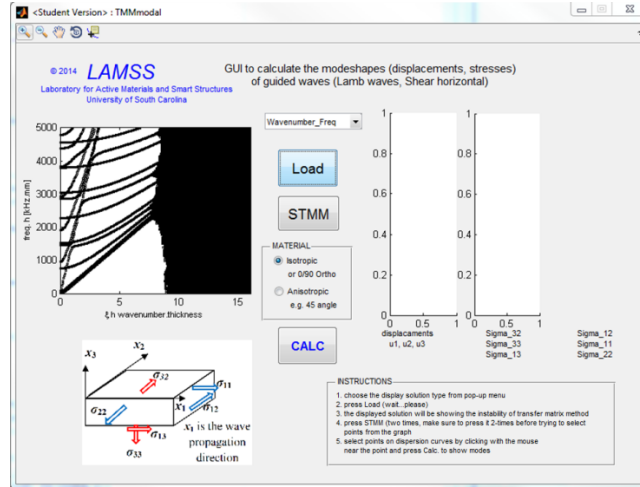 <Student Version> : TMMmodal
© 2014 LAMSS
Laboratory for Active Materials and Smart Structures
University of South Carolina
GUI to calculate the modeshapes (displacements, stresses)
of guided waves (Lamb waves, Shear horizontal)
Wavenumber_Freq
Load
STMM
MATERIAL
Isotropic
or 0/90 Ortho
Anisotropic
e.g. 45 angle
CALC
freq. h [kHz.mm]
5000
4000
3000
2000
1000
0
0 5 10 15
ξ.h wavenumber.thickness
1
0.8
0.6
0.4
0.2
0
0 0.5 1
displacaments
u1, u2, u3
1
0.8
0.6
0.4
0.2
0
0 0.5 1
Sigma_32
Sigma_33
Sigma_13
Sigma_12
Sigma_11
Sigma_22
x3
x2
x1
σ32
σ11
σ12
σ22
σ13
σ33
x1 is the wave
propagation
direction
INSTRUCTIONS
1. choose the display solution type from pop-up menu
2. press Load (wait...please)
3. the displayed solution will be showing the instability of transfer matrix method
4. press STMM (two times, make sure to press it 2-times before trying to select
points from the graph
5. select points on dispersion curves by clicking with the mouse
near the point and press Calc. to show modes